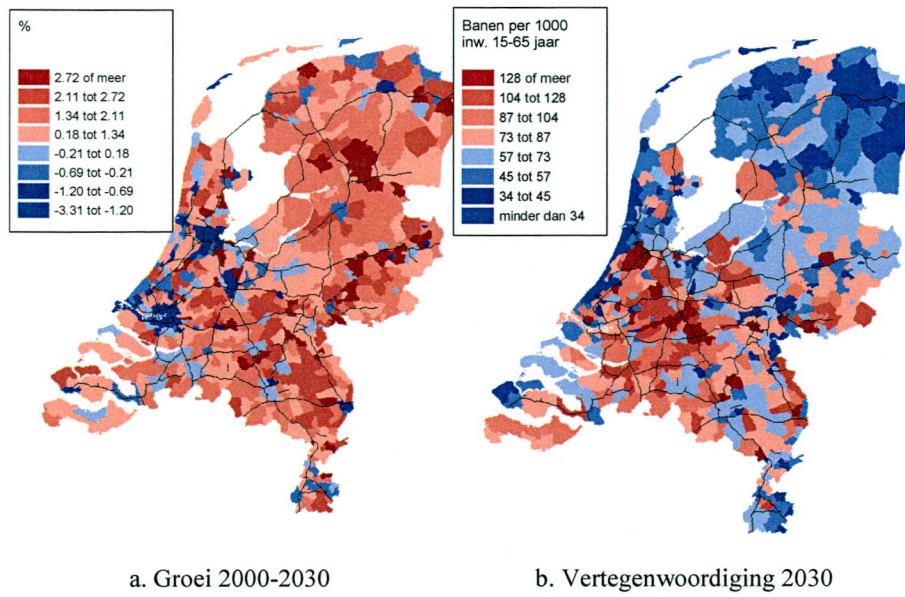 %
2.72 of meer
2.11 tot 2.72
1.34 tot 2.11
0.18 tot 1.34
-0.21 tot 0.18
-0.69 tot -0.21
-1.20 tot -0.69
-3.31 tot -1.20
Banen per 1000
inw. 15-65 jaar
128 of meer
104 tot 128
87 tot 104
73 tot 87
57 tot 73
45 tot 57
34 tot 45
minder dan 34
a. Groei 2000-2030
b. Vertegenwoordiging 2030